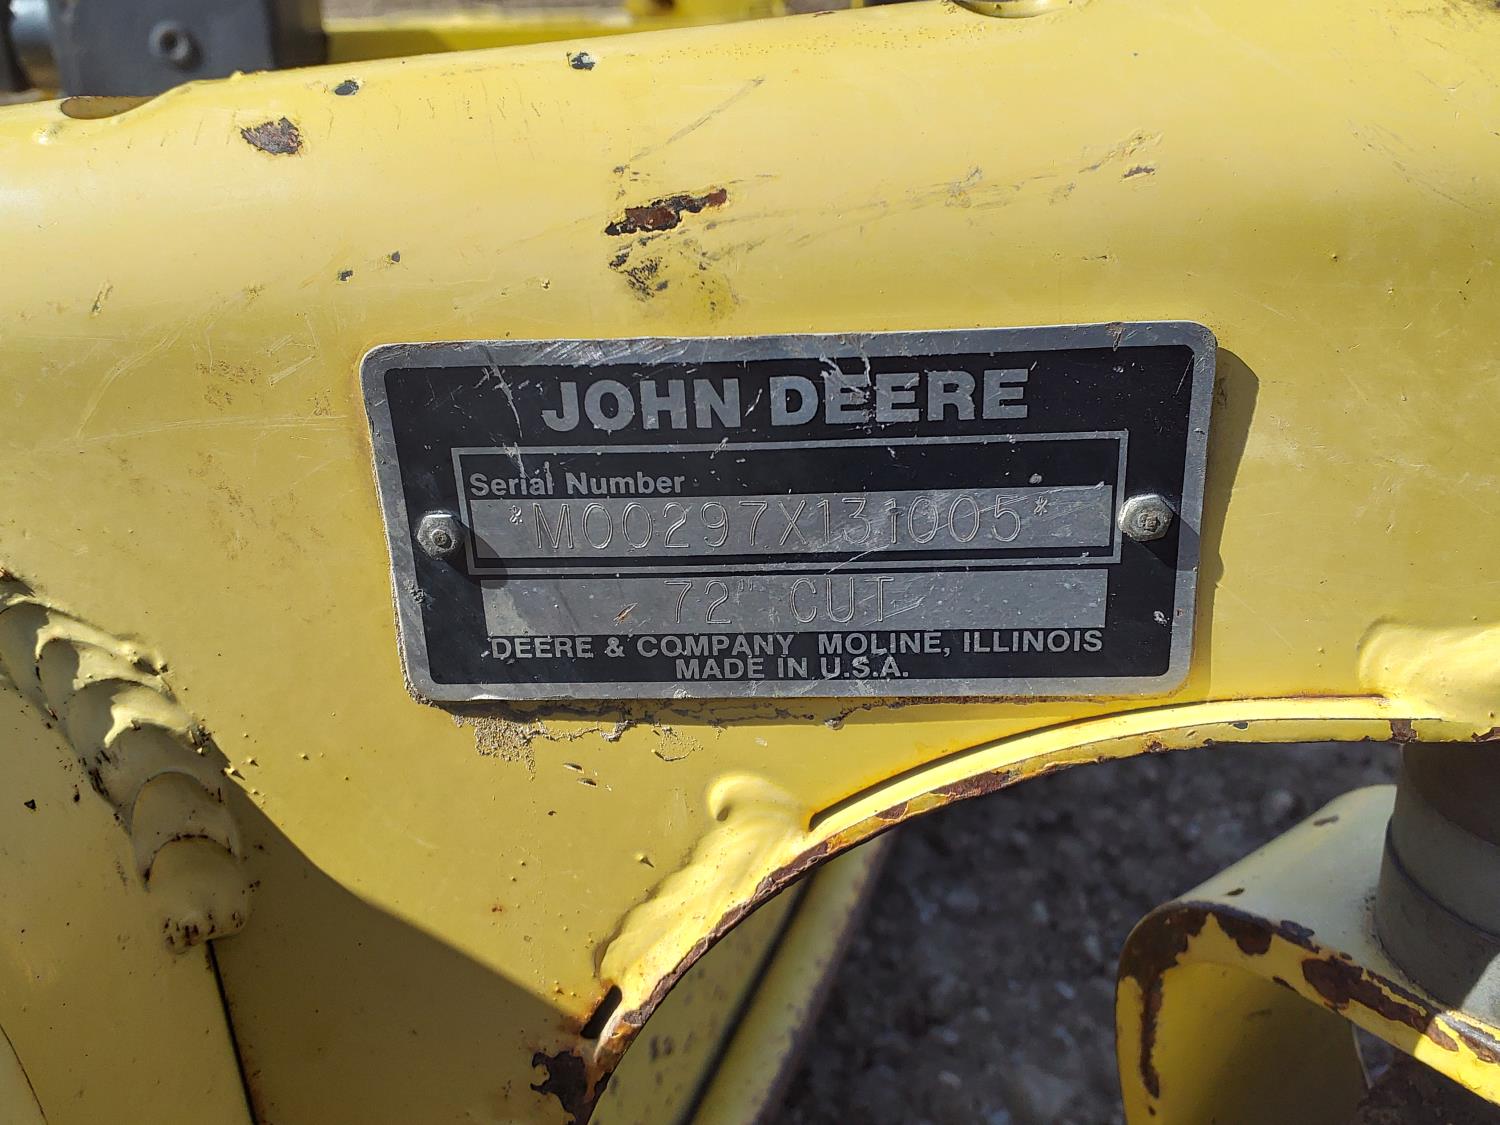 JOHN DEERE
Serial Number
*M00297X131005*
72" CUT
DEERE & COMPANY MOLINE, ILLINOIS
MADE IN U.S.A.